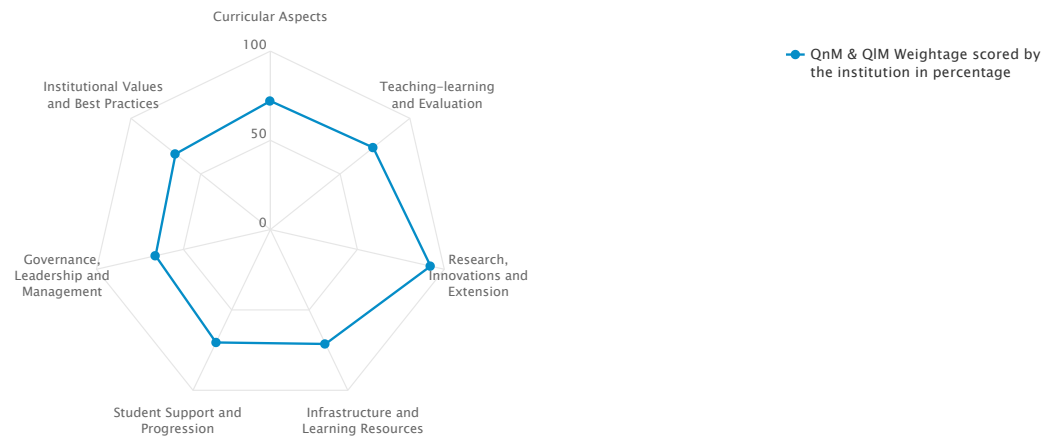 Curricular Aspects
100
Teaching-learning
and Evaluation
QnM & QlM Weightage scored by
the institution in percentage
Institutional Values
and Best Practices
50
0
Governance,
Leadership and
Management
Research,
Innovations and
Extension
Student Support and
Progression
Infrastructure and
Learning Resources